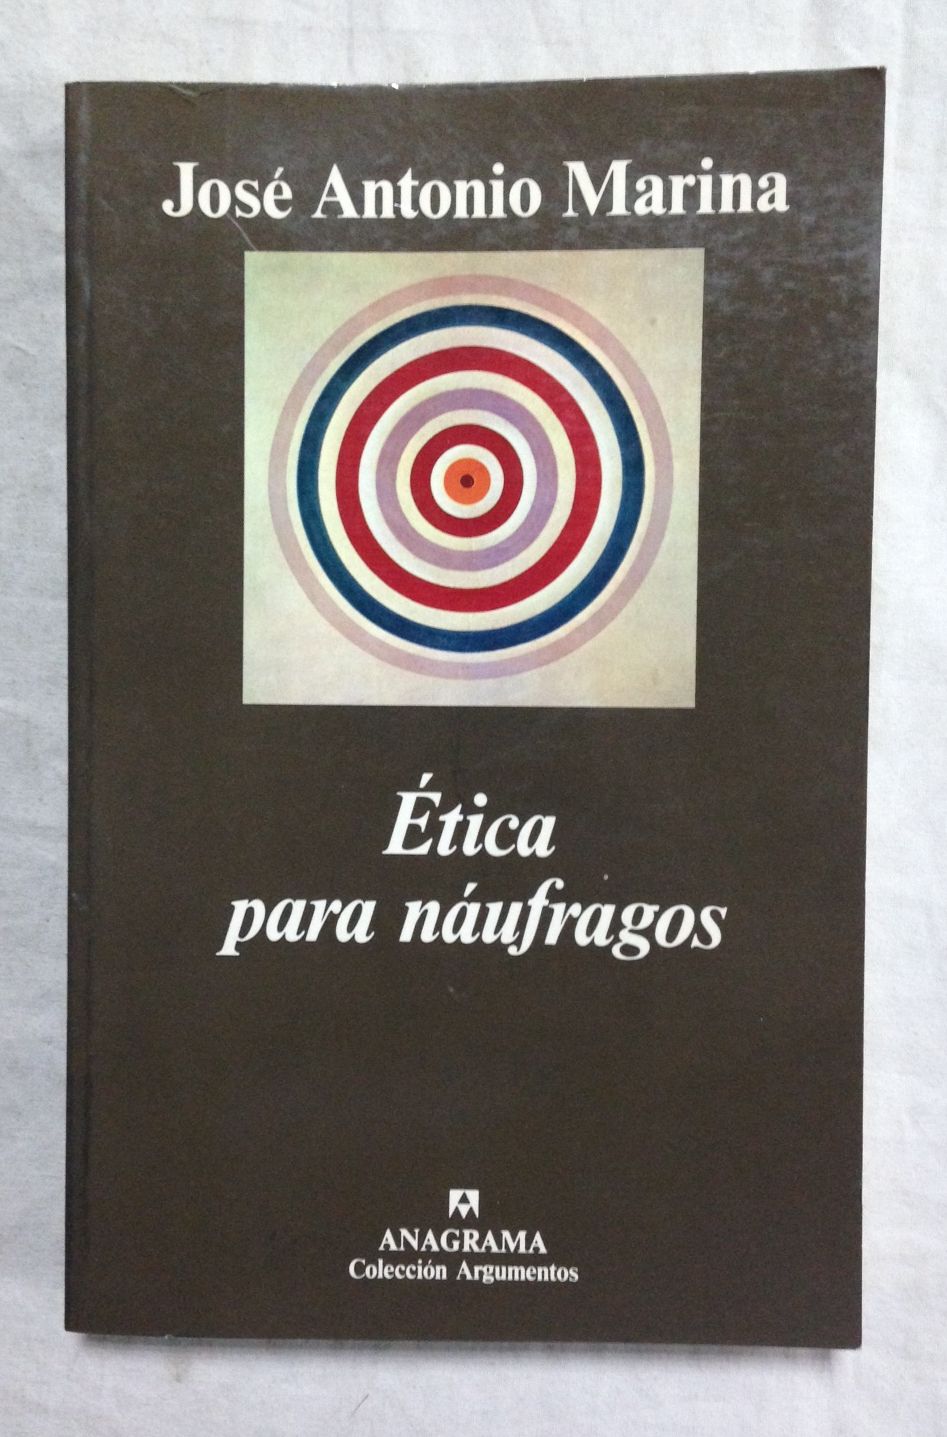 José Antonio Marina
Ética
para náufragos
ANAGRAMA
Colección Argumentos